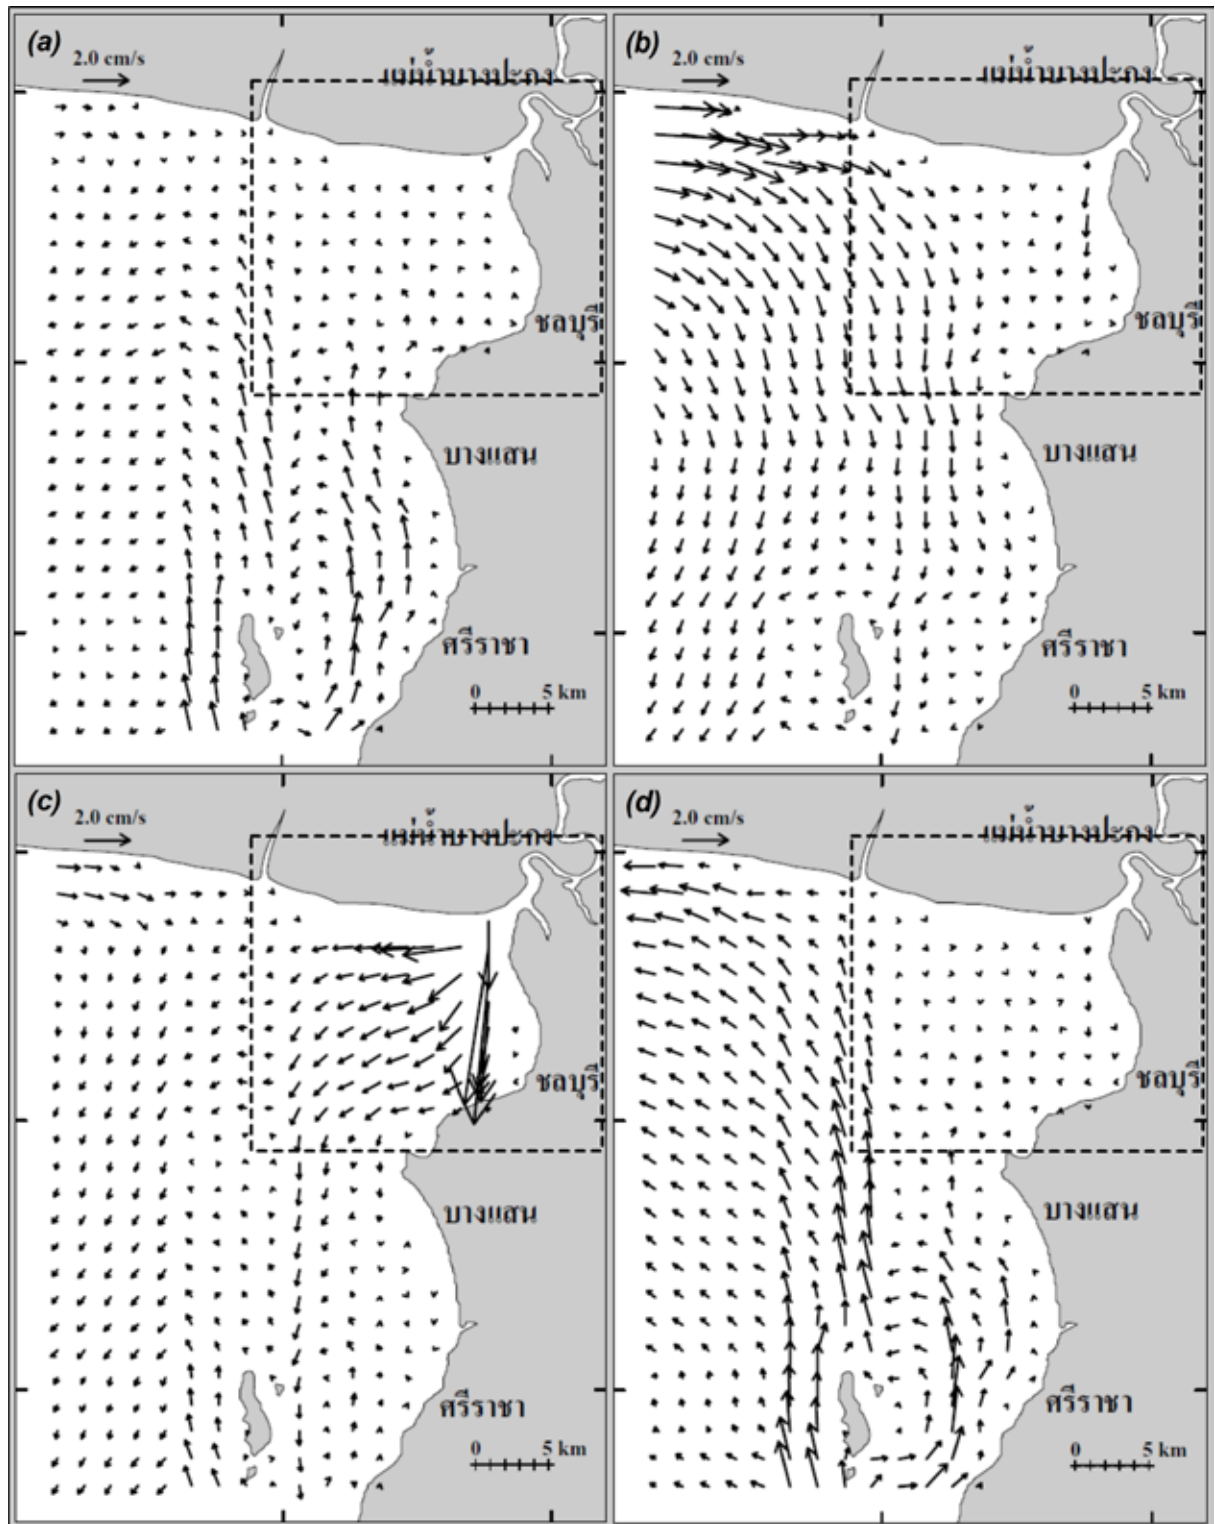 (a)
2.0 cm/s
แม่น้ำบางปะกง
ชลบุรี
บางแสน
ศรีราชา
0 5 km
(b)
2.0 cm/s
แม่น้ำบางปะกง
ชลบุรี
บางแสน
ศรีราชา
0 5 km
(c)
2.0 cm/s
แม่น้ำบางปะกง
ชลบุรี
บางแสน
ศรีราชา
0 5 km
(d)
2.0 cm/s
แม่น้ำบางปะกง
ชลบุรี
บางแสน
ศรีราชา
0 5 km